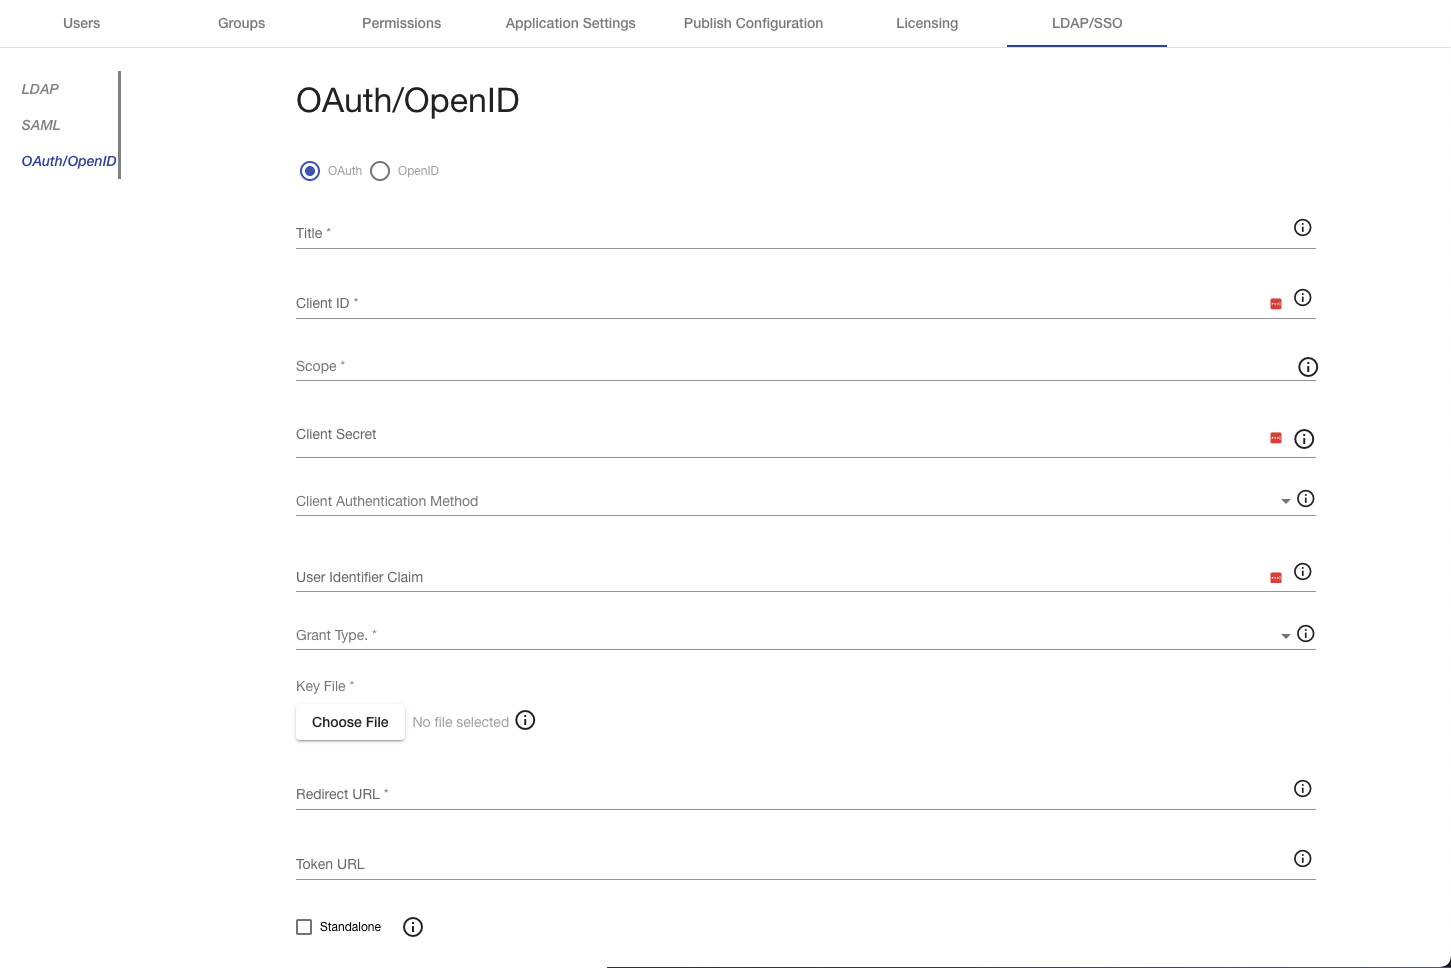 Users Groups Permissions Application Settings Publish Configuration Licensing LDAP/SSO
LDAP
SAML
OAuth/OpenID
OAuth/OpenID
OAuth OpenID
Title *
Client ID *
Scope *
Client Secret
Client Authentication Method
User Identifier Claim
Grant Type. *
Key File *
Choose File No file selected
Redirect URL *
Token URL
Standalone